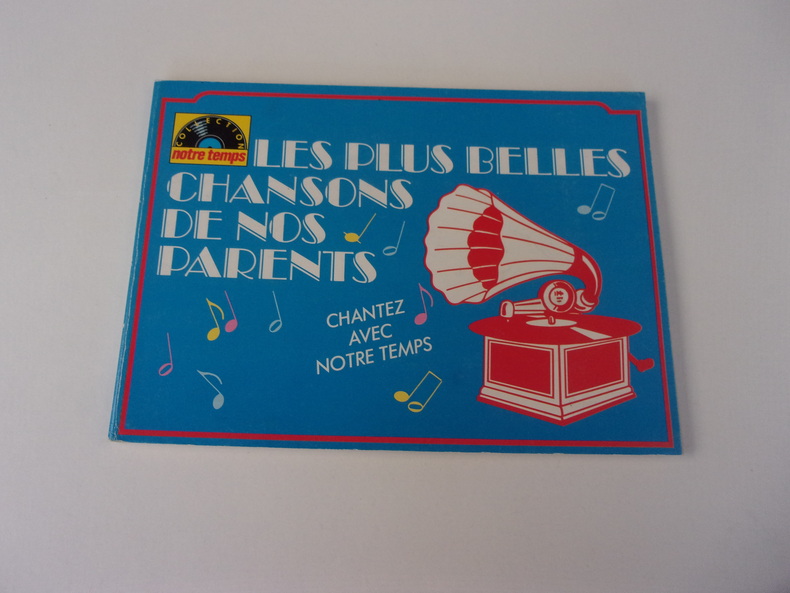 COLLECTION
notre temps
LES PLUS BELLES
CHANSONS
DE NOS
PARENTS
CHANTEZ
AVEC
NOTRE TEMPS